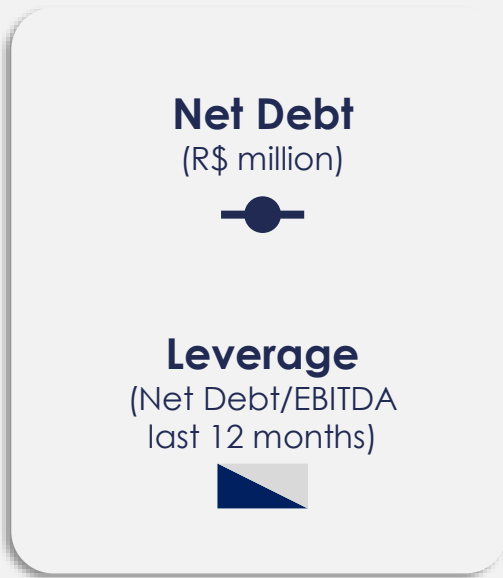 Net Debt
(R$ million)
Leverage
(Net Debt/EBITDA
last 12 months)